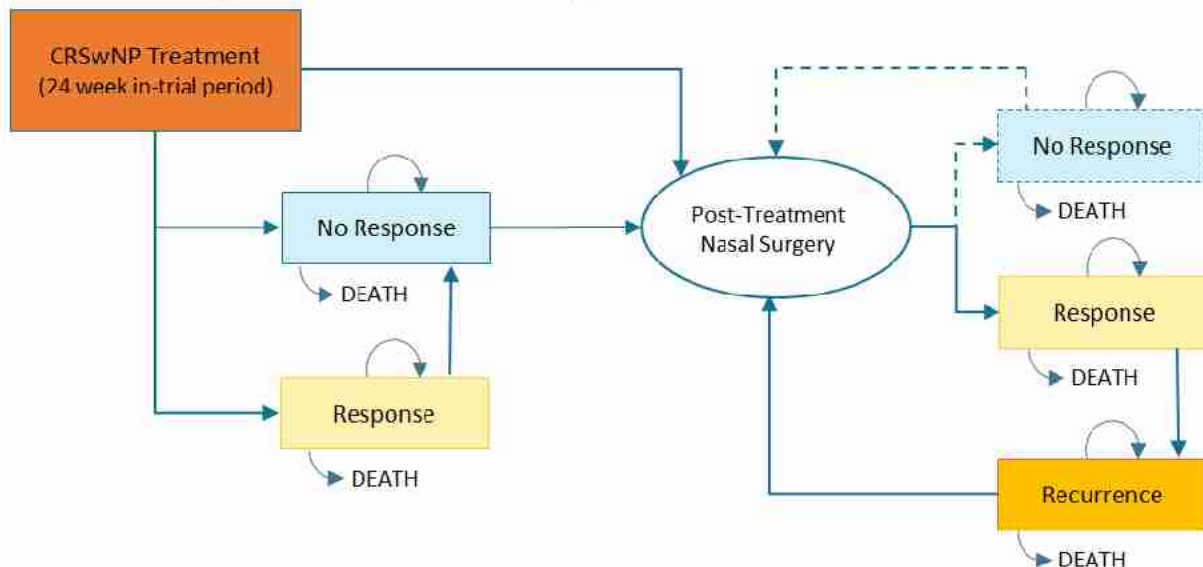 CRSwNP Treatment
(24 week in-trial period)
No Response
DEATH
Response
DEATH
Post-Treatment
Nasal Surgery
No Response
DEATH
Response
DEATH
Recurrence
DEATH